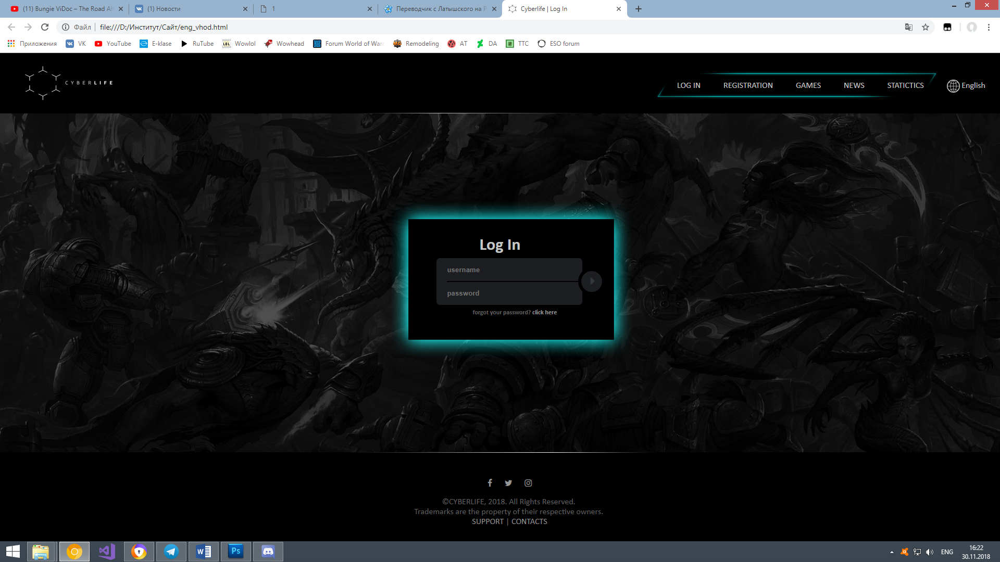 (11) Bungie ViDoc – The Road Ah
(1) Новости
1
Переводчик с Латышского на Р
Cyberlife | Log In
Файл
file:///D:/Институт/Сайт/eng_vhod.html
Приложения
VK
YouTube
E-klase
RuTube
Wowlol
Wowhead
Forum World of Warc
Remodeling
AT
DA
TTC
ESO forum
CYBERLIFE
LOG IN
REGISTRATION
GAMES
NEWS
STATICTICS
English
Log In
username
password
forgot your password? click here
©CYBERLIFE, 2018. All Rights Reserved.
Trademarks are the property of their respective owners.
SUPPORT | CONTACTS
Ps
ENG
16:22
30.11.2018